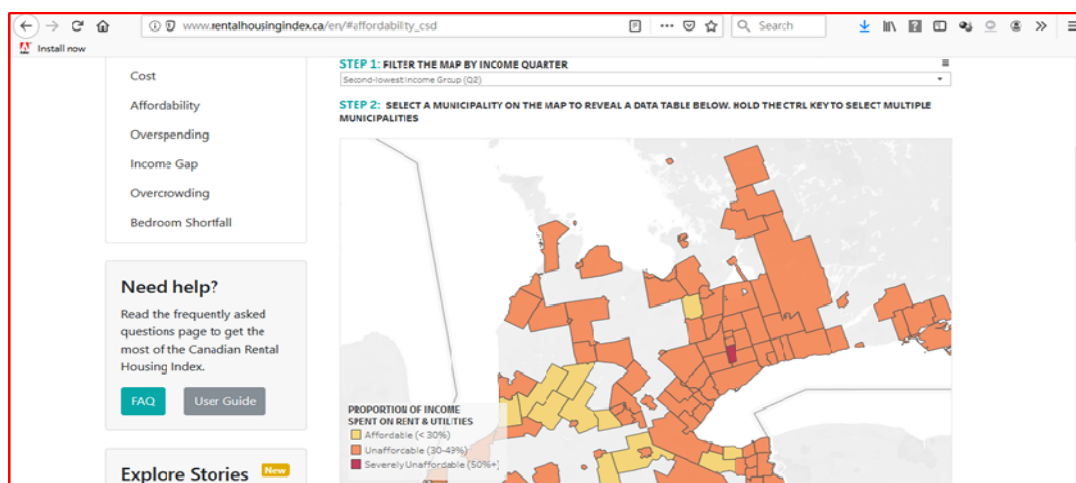 www.rentalhousingindex.ca/en/#affordability_csd
Search
Install now
Cost
Affordability
Overspending
Income Gap
Overcrowding
Bedroom Shortfall
Need help?
Read the frequently asked
questions page to get the
most of the Canadian Rental
Housing Index.
FAQ
User Guide
Explore Stories
New
STEP 1: FILTER THE MAP BY INCOME QUARTER
Second-lowest Income Group (Q2)
STEP 2: SELECT A MUNICIPALITY ON THE MAP TO REVEAL A DATA TABLE BELOW. HOLD THE CTRL KEY TO SELECT MULTIPLE
MUNICIPALITIES
PROPORTION OF INCOME
SPENT ON RENT & UTILITIES
Affordable (< 30%)
Unaffordable (30-49%)
Severely Unaffordable (50%+)